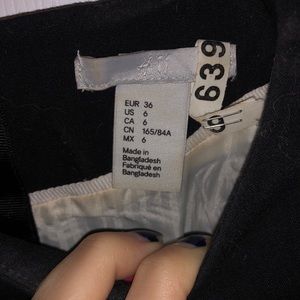 H&M
639
EUR 36
US 6
CA 6
CN 165/84A
MX 6
Made in
Bangladesh
Fabriqué en
Bangladesh